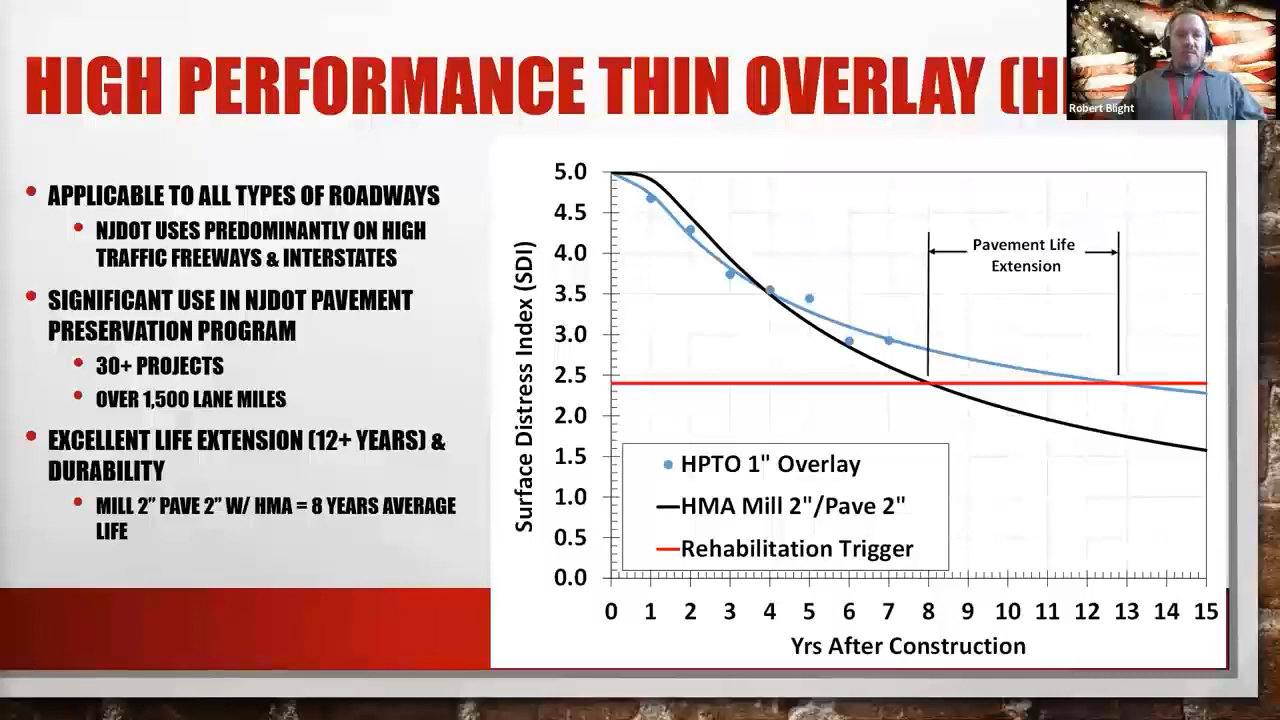 HIGH PERFORMANCE THIN OVERLAY (H
Robert Blight
APPLICABLE TO ALL TYPES OF ROADWAYS
NJDOT USES PREDOMINANTLY ON HIGH
TRAFFIC FREEWAYS & INTERSTATES
SIGNIFICANT USE IN NJDOT PAVEMENT
PRESERVATION PROGRAM
30+ PROJECTS
OVER 1,500 LANE MILES
EXCELLENT LIFE EXTENSION (12+ YEARS) &
DURABILITY
MILL 2” PAVE 2” W/ HMA = 8 YEARS AVERAGE
LIFE
Surface Distress Index (SDI)
5.0
4.5
4.0
3.5
3.0
2.5
2.0
1.5
1.0
0.5
0.0
Pavement Life
Extension
HPTO 1" Overlay
HMA Mill 2"/Pave 2"
Rehabilitation Trigger
0 1 2 3 4 5 6 7 8 9 10 11 12 13 14 15
Yrs After Construction